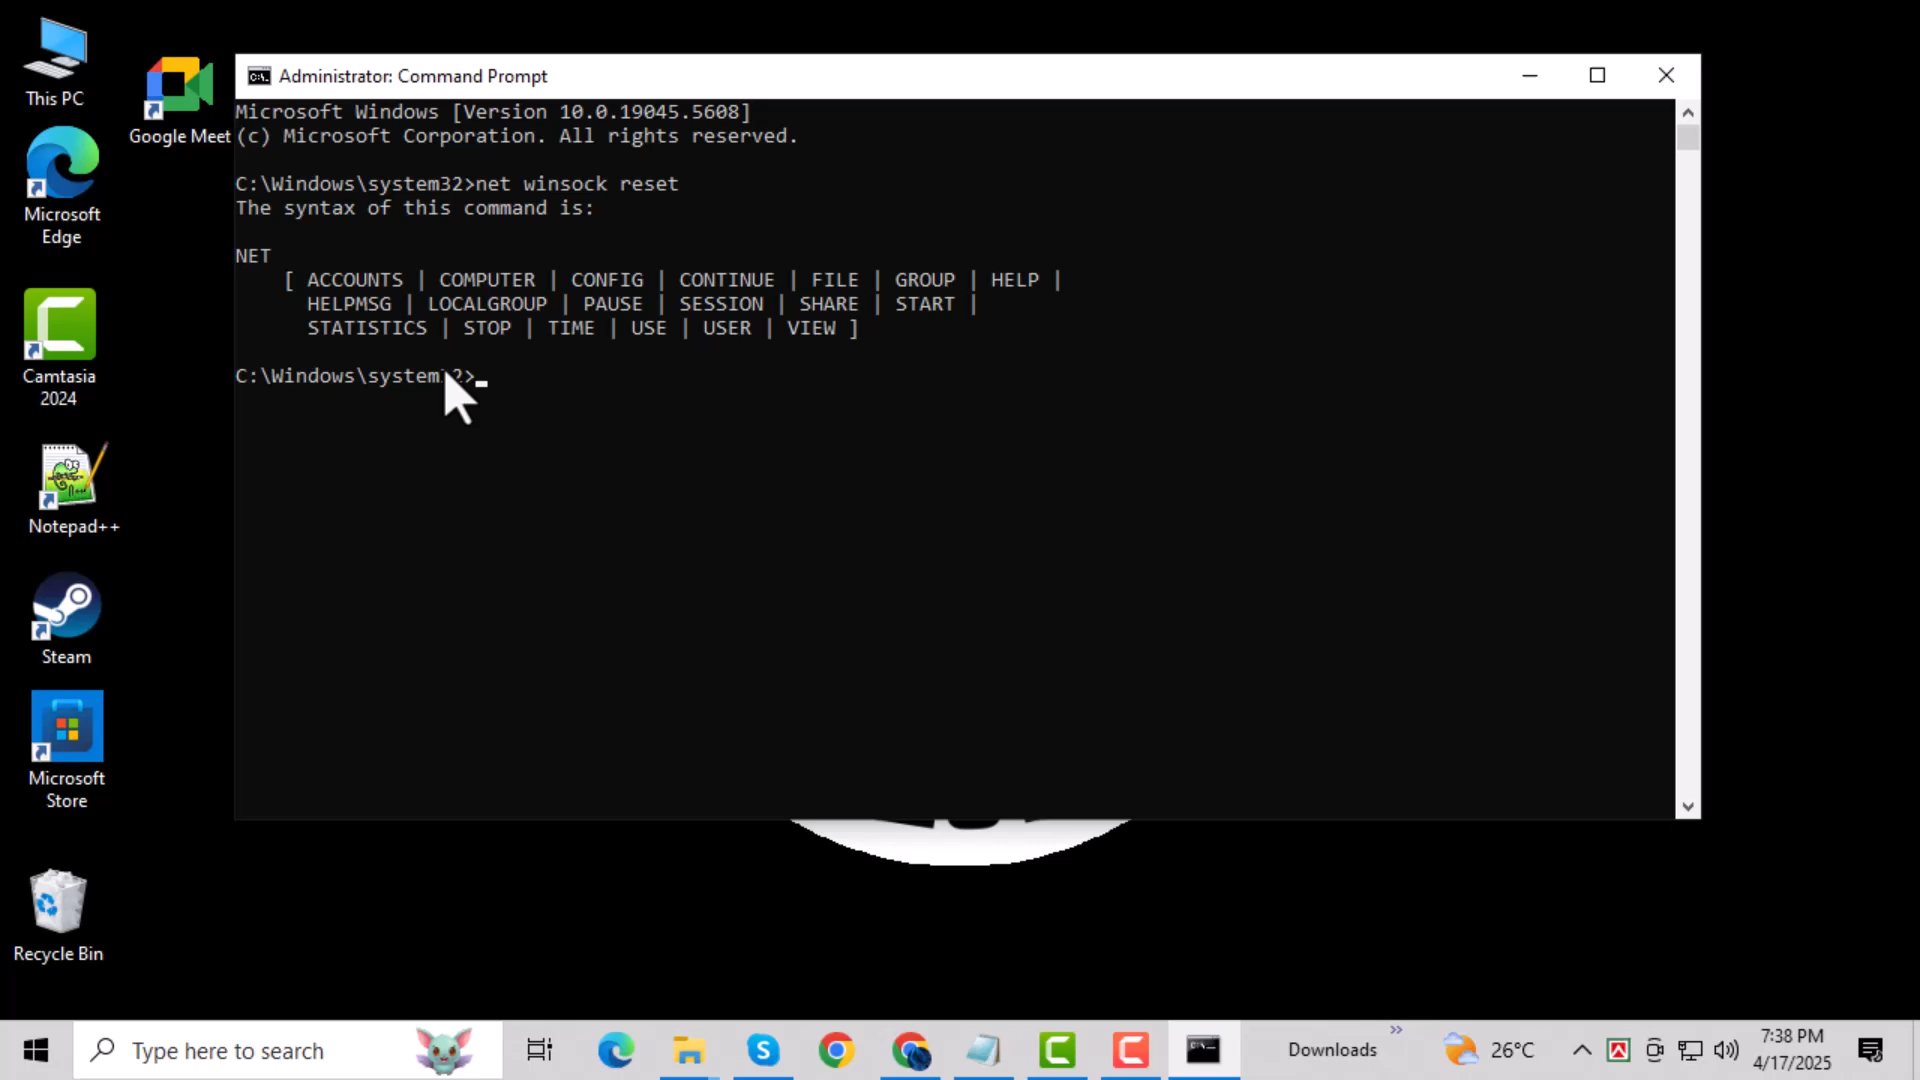 This PC
Google Meet
Microsoft
Edge
Camtasia
2024
Notepad++
Steam
Microsoft
Store
Recycle Bin
Administrator: Command Prompt
Microsoft Windows [Version 10.0.19045.5608]
(c) Microsoft Corporation. All rights reserved.
C:\Windows\system32>net winsock reset
The syntax of this command is:
NET
[ ACCOUNTS | COMPUTER | CONFIG | CONTINUE | FILE | GROUP | HELP |
HELPMSG | LOCALGROUP | PAUSE | SESSION | SHARE | START |
STATISTICS | STOP | TIME | USE | USER | VIEW ]
C:\Windows\system32>
Type here to search
Downloads
26°C
7:38 PM
4/17/2025